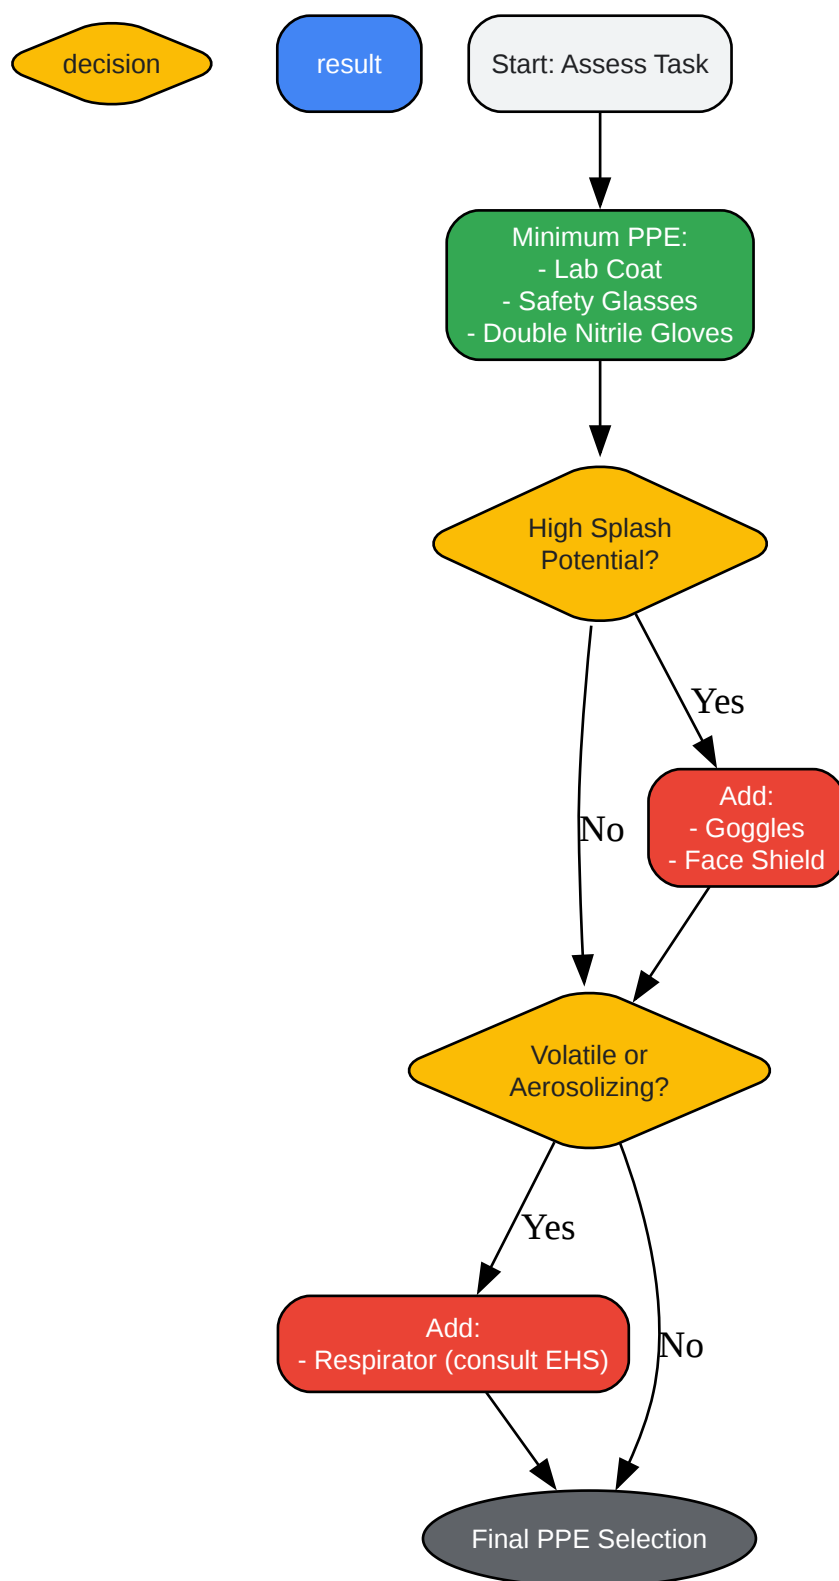 decision
result
Start: Assess Task
Minimum PPE:
- Lab Coat
- Safety Glasses
- Double Nitrile Gloves
High Splash
Potential?
Yes
Add:
- Goggles
- Face Shield
No
Volatile or
Aerosolizing?
Yes
Add:
- Respirator (consult EHS)
No
Final PPE Selection